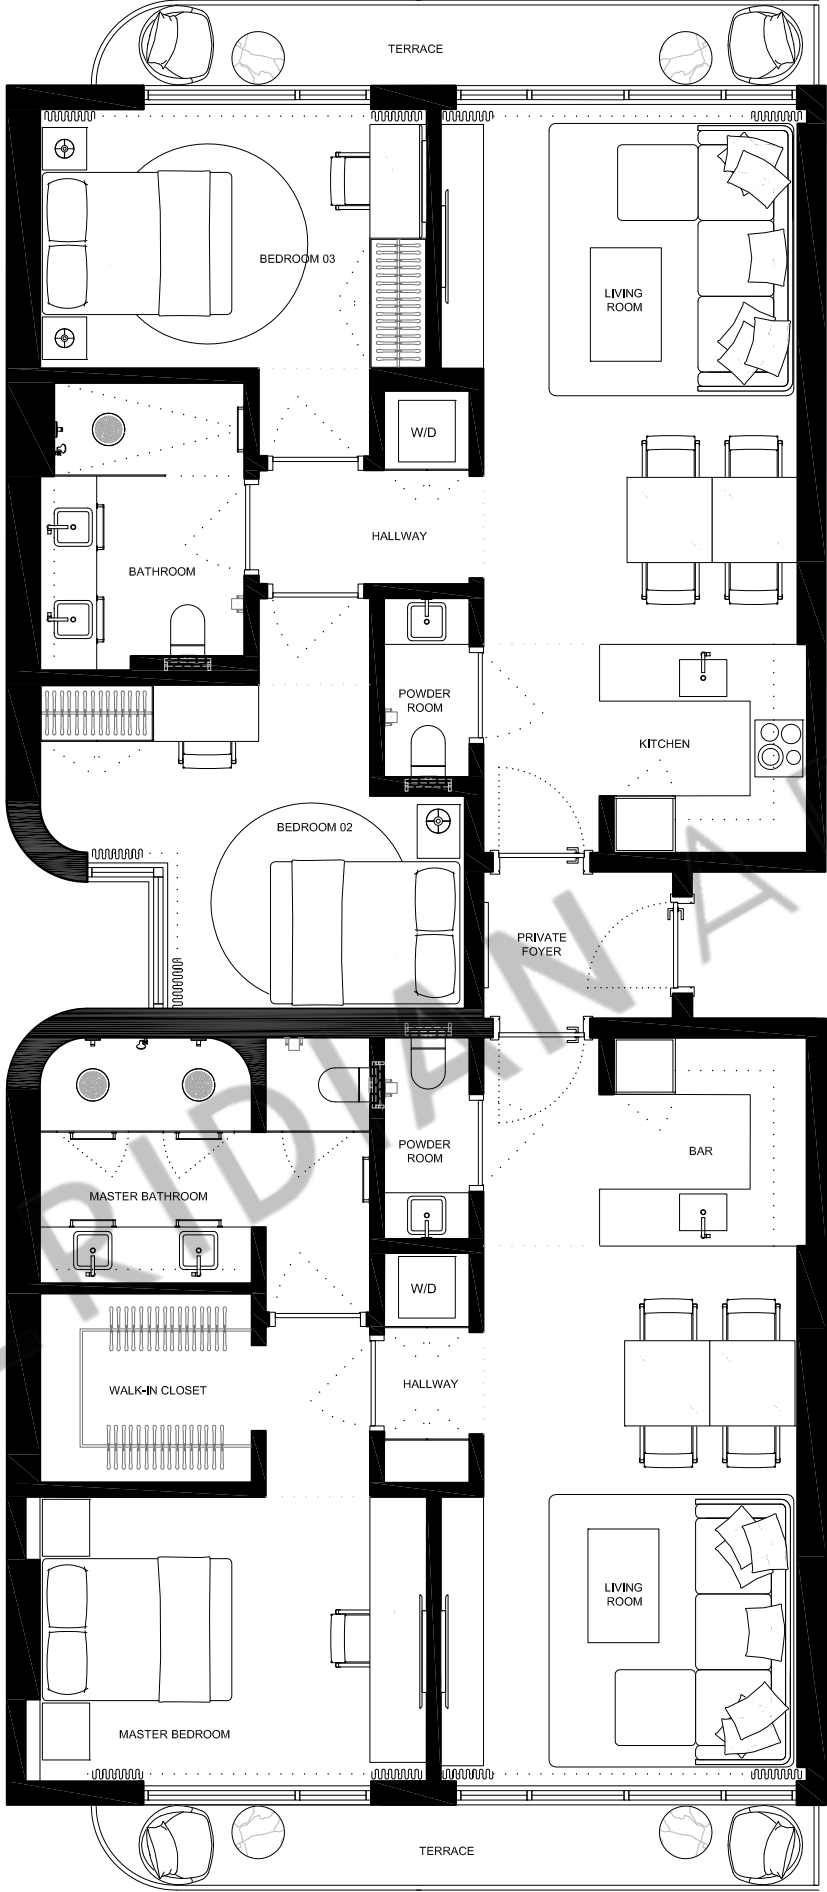 TERRACE
BEDROOM 03
LIVING
ROOM
W/D
HALLWAY
BATHROOM
POWDER
ROOM
KITCHEN
BEDROOM 02
PRIVATE
FOYER
RIDIAN A
POWDER
ROOM
BAR
MASTER BATHROOM
W/D
HALLWAY
WALK-IN CLOSET
LIVING
ROOM
MASTER BEDROOM
TERRACE